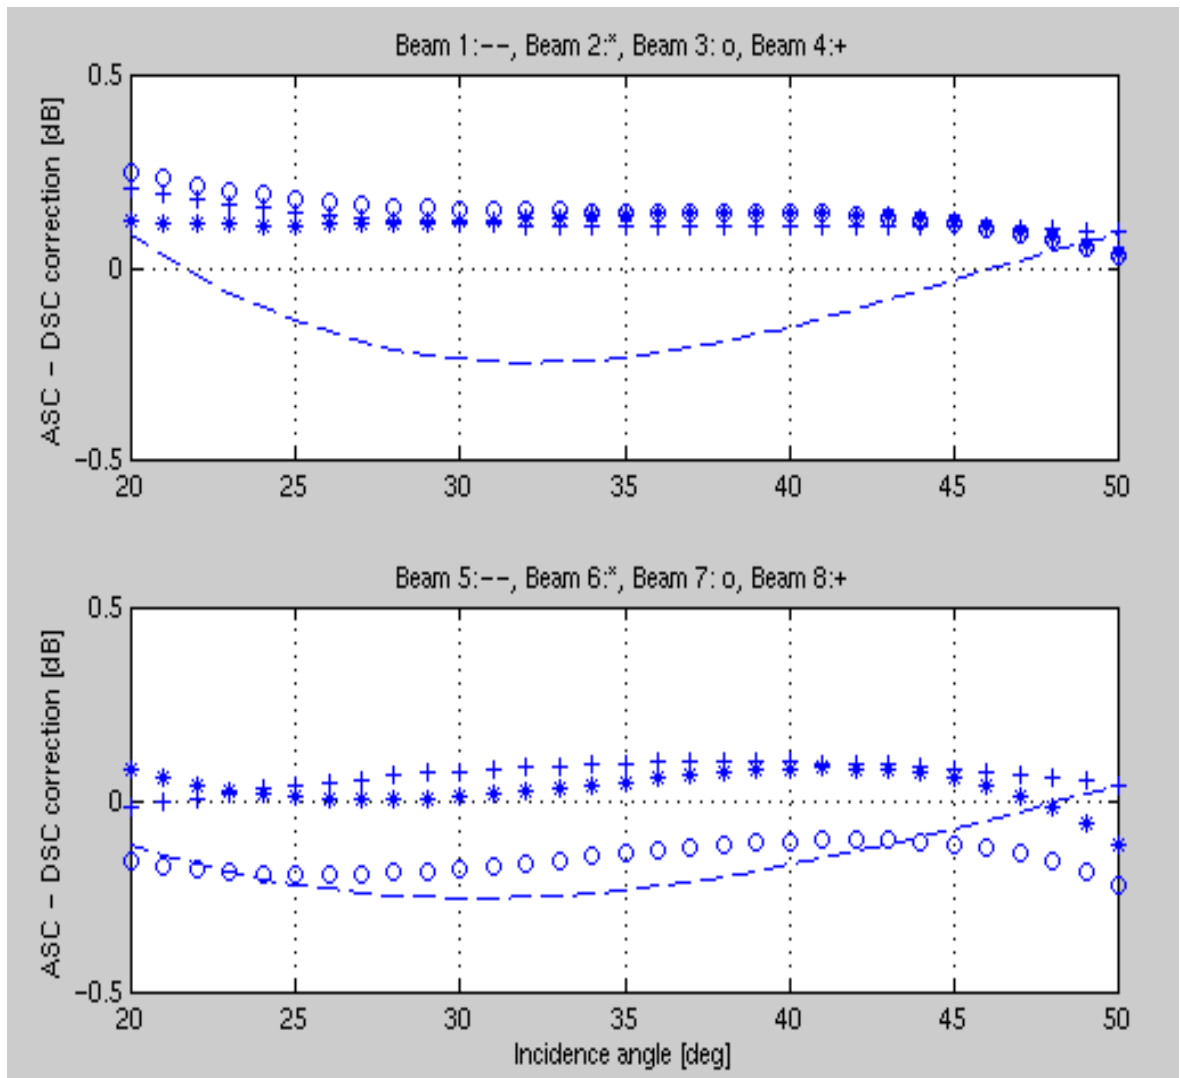 Beam 1:−−, Beam 2:*, Beam 3: o, Beam 4:+
0.5
0
−0.5
ASC − DSC correction [dB]
20 25 30 35 40 45 50
Beam 5:−−, Beam 6:*, Beam 7: o, Beam 8:+
0.5
0
−0.5
ASC − DSC correction [dB]
20 25 30 35 40 45 50
Incidence angle [deg]